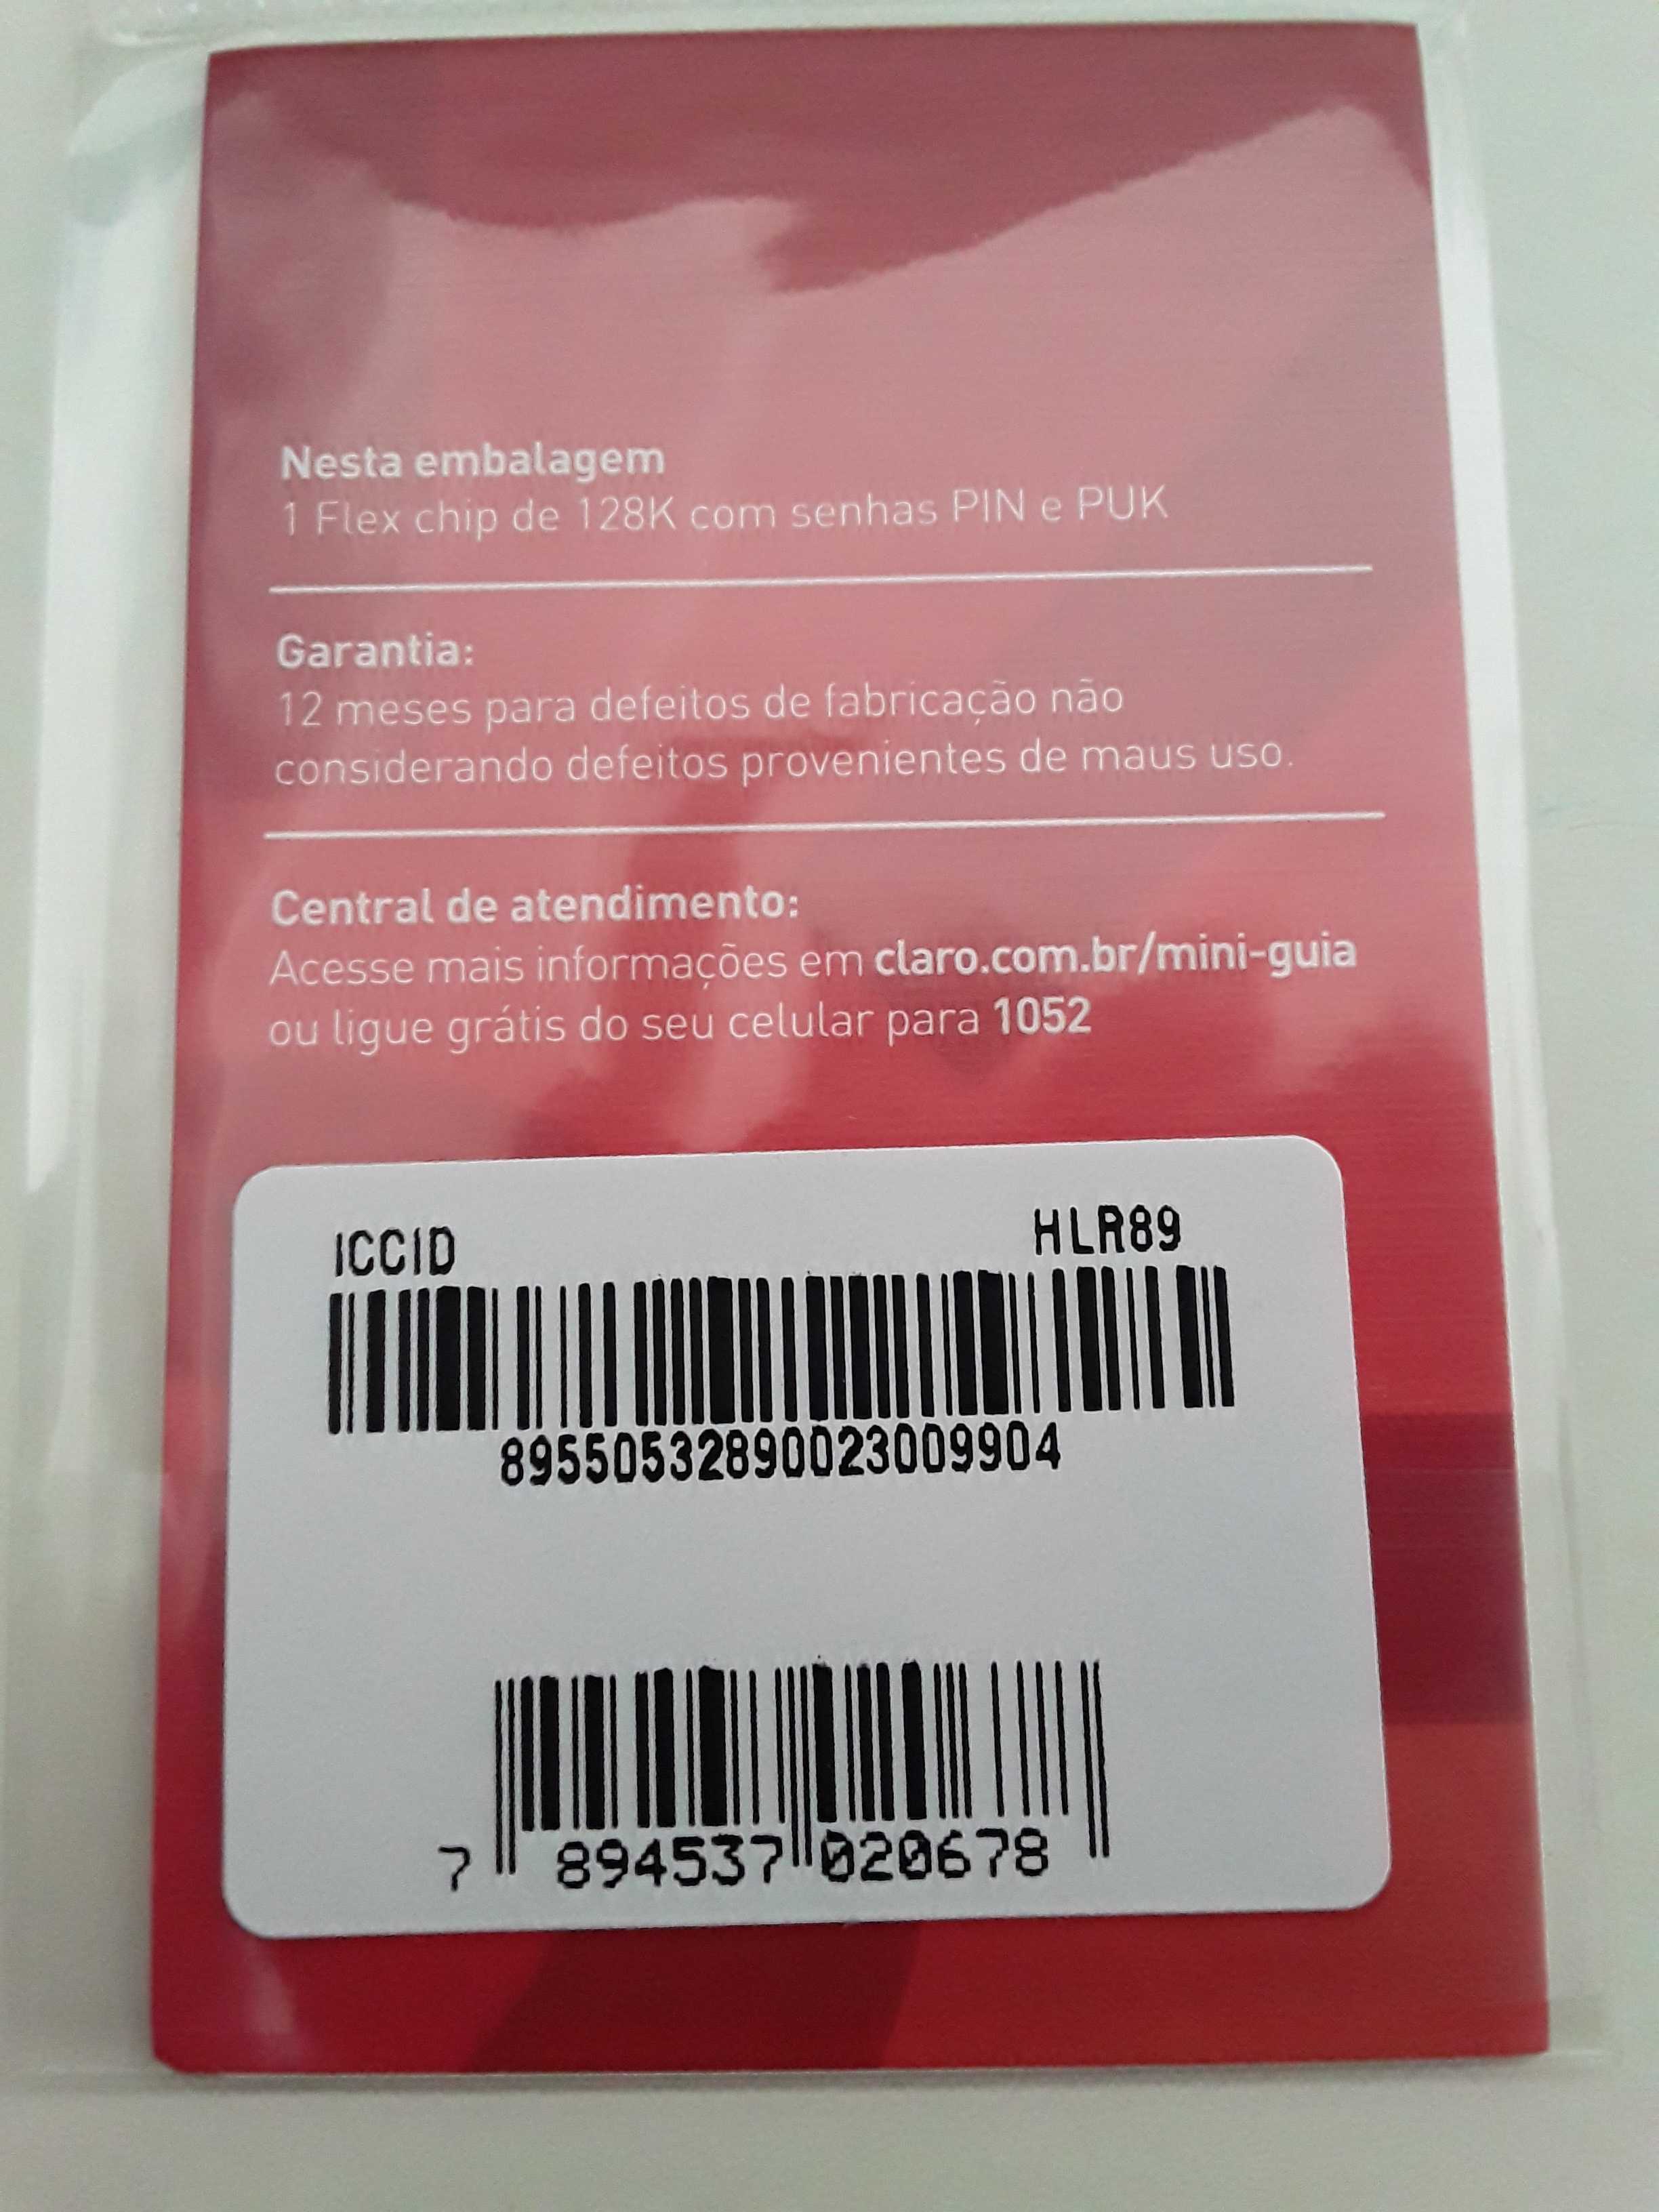 Nesta embalagem
1 Flex chip de 128K com senhas PIN e PUK
Garantia:
12 meses para defeitos de fabricação não
considerando defeitos provenientes de maus uso.
Central de atendimento:
Acesse mais informações em claro.com.br/mini-guia
ou ligue grátis do seu celular para 1052
ICCID HLR89
89550532890023009904
7 894537 020678